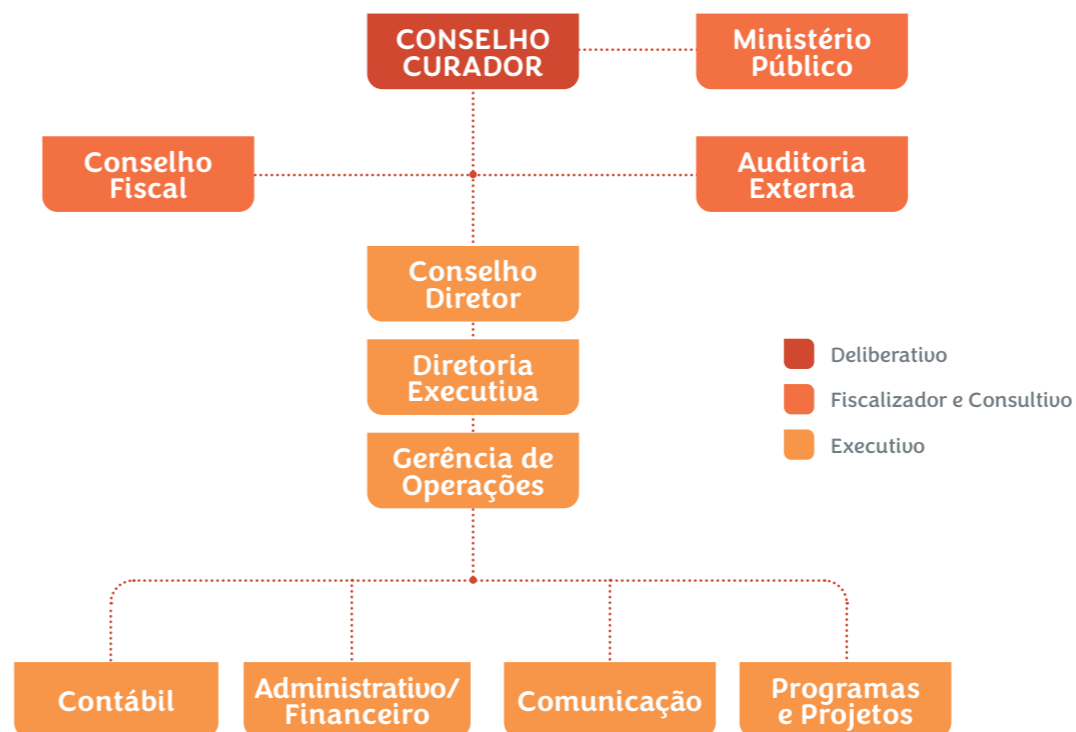 CONSELHO
CURADOR
Ministério
Público
Conselho
Fiscal
Auditoria
Externa
Conselho
Diretor
Diretoria
Executiva
Gerência de
Operações
Deliberativo
Fiscalizador e Consultivo
Executivo
Contábil
Administrativo/
Financeiro
Comunicação
Programas
e Projetos